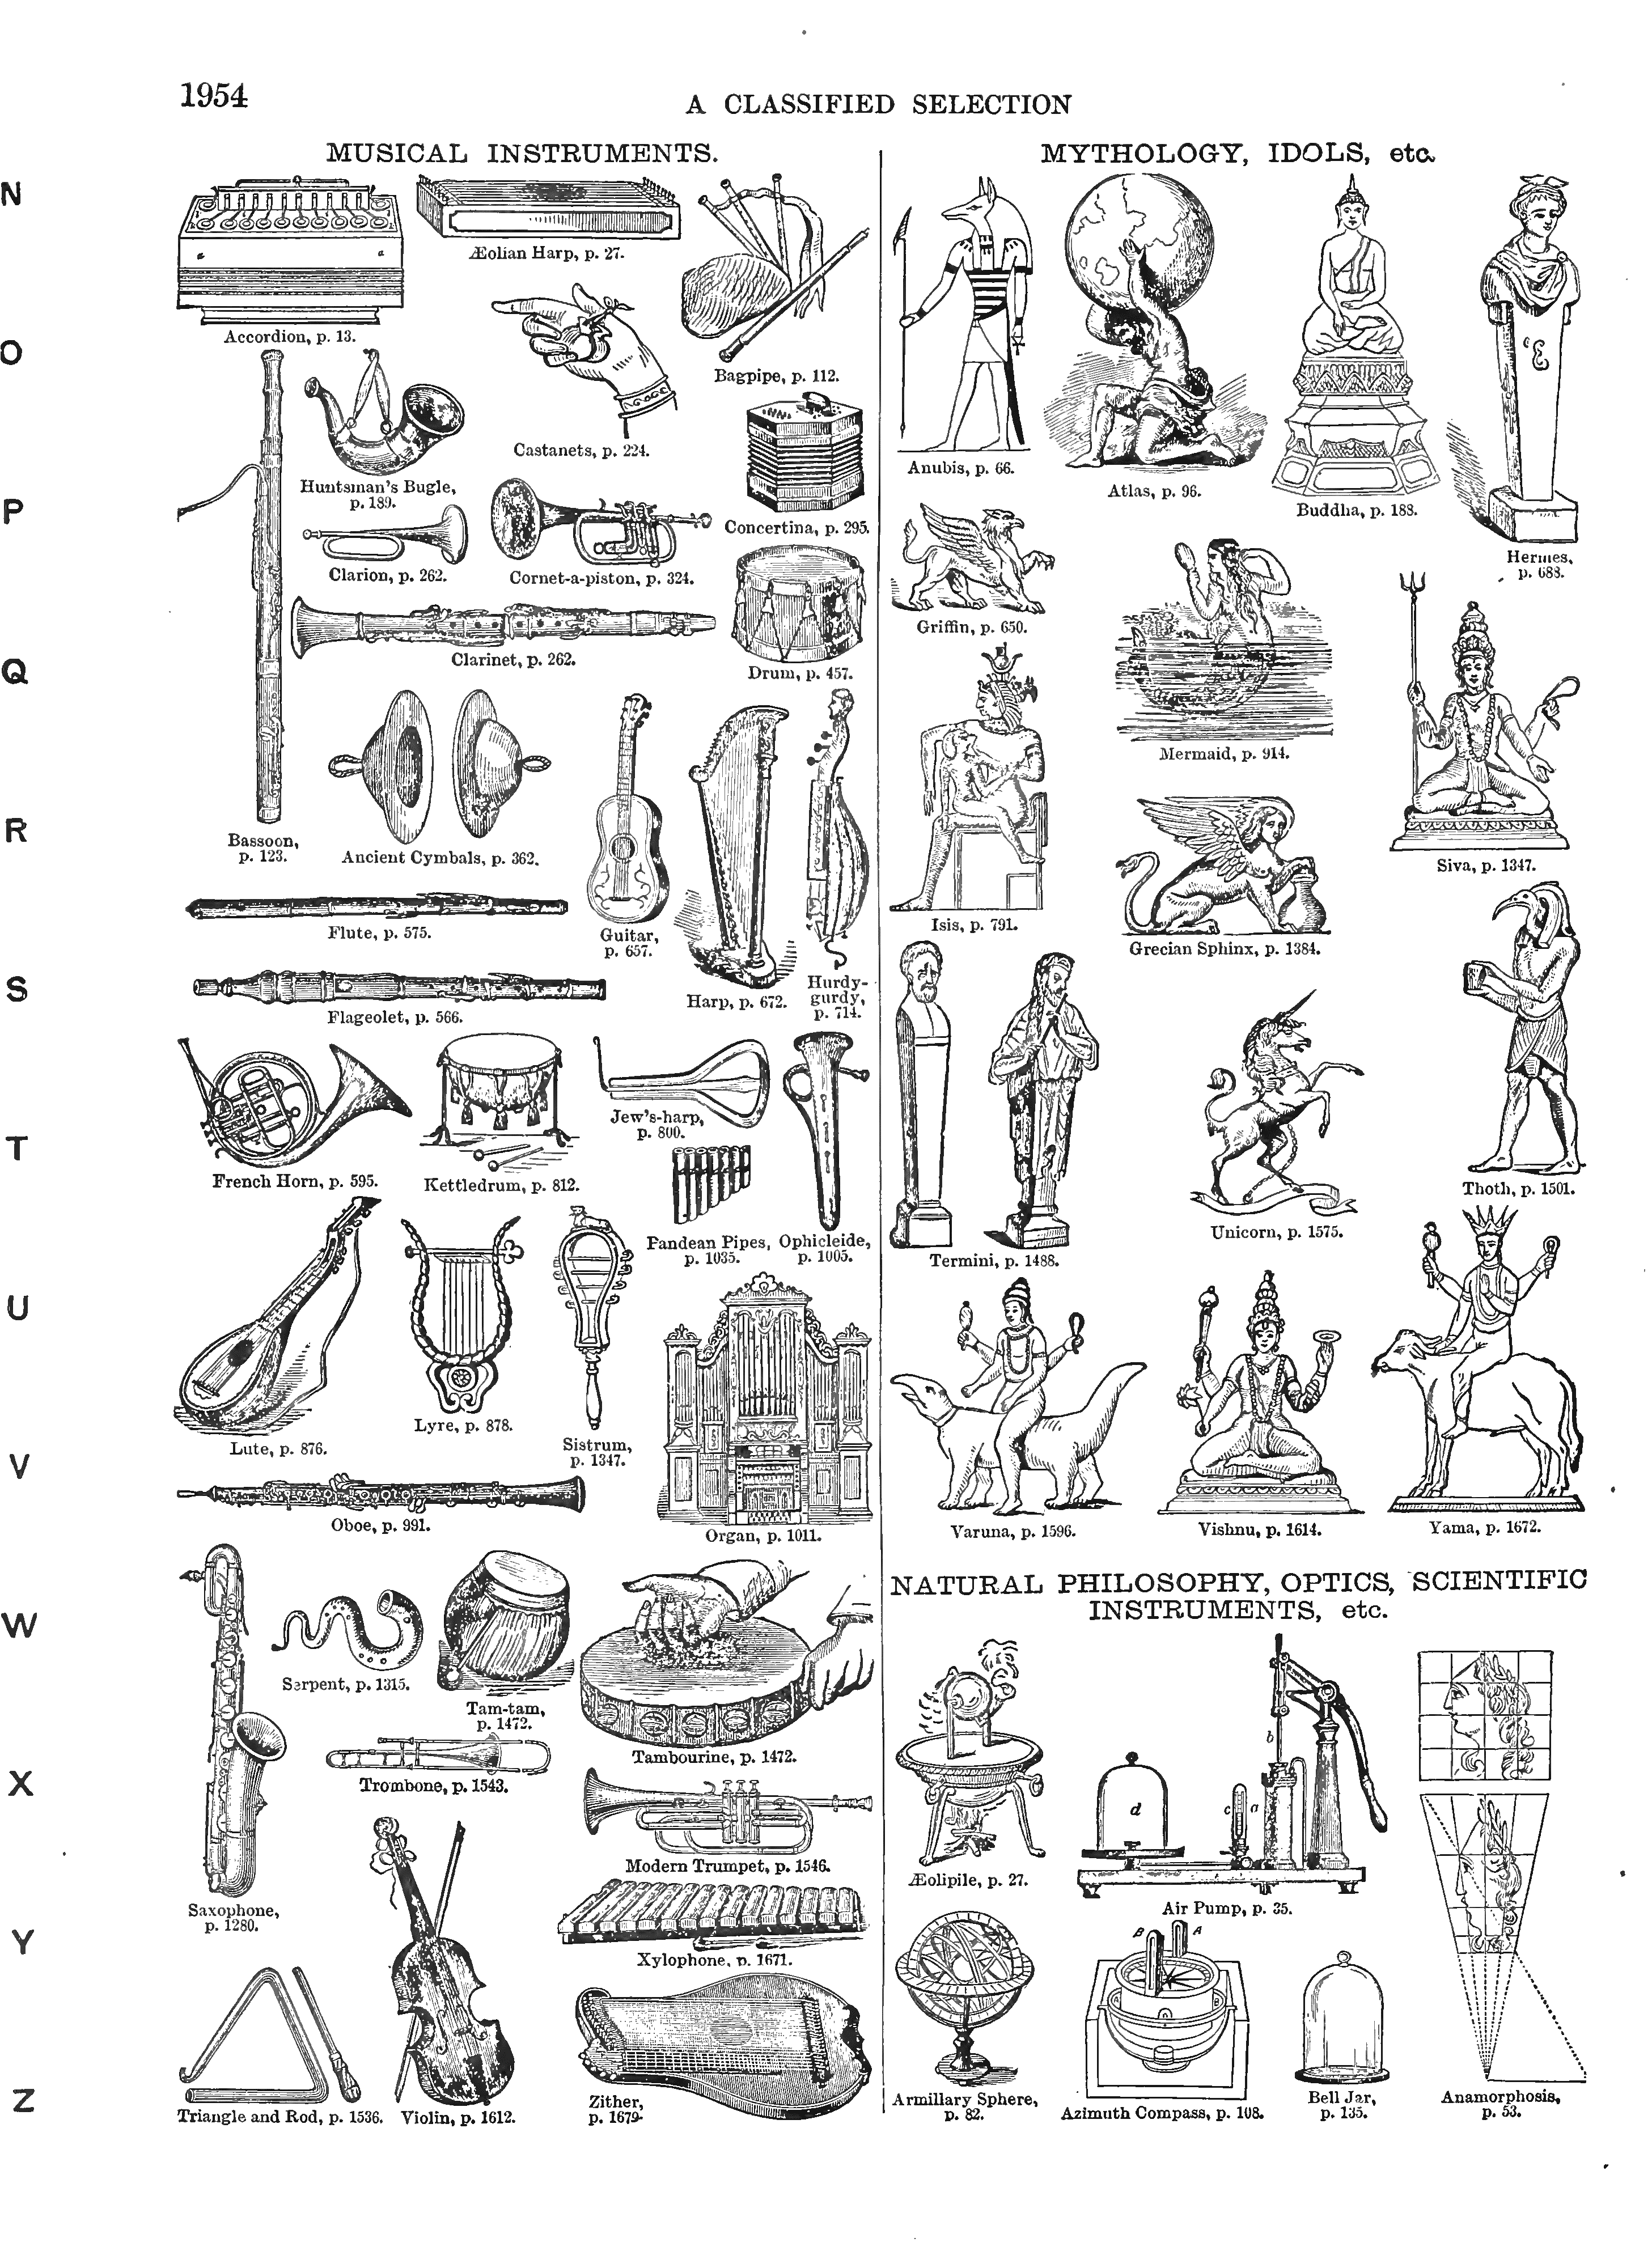 1954
A CLASSIFIED SELECTION
MUSICAL INSTRUMENTS.
Accordion, p. 13.
a
a
Æolian Harp, p. 27.
Bagpipe, p. 112.
Castanets, p. 224.
Huntsman's Bugle,
p. 189.
Concertina, p. 295.
Clarion, p. 262.
Cornet-a-piston, p. 324.
Clarinet, p. 262.
Drum, p. 457.
Bassoon,
p. 123.
Ancient Cymbals, p. 362.
Flute, p. 575.
Guitar,
p. 657.
Harp, p. 672.
Hurdy-
gurdy,
p. 714.
Flageolet, p. 566.
French Horn, p. 595.
Kettledrum, p. 812.
Jew's-harp,
p. 800.
Pandean Pipes,
p. 1035.
Ophicleide,
p. 1005.
Lute, p. 876.
Lyre, p. 878.
Sistrum,
p. 1347.
Oboe, p. 991.
Organ, p. 1011.
Serpent, p. 1315.
Tam-tam,
p. 1472.
Tambourine, p. 1472.
Trombone, p. 1543.
Modern Trumpet, p. 1546.
Saxophone,
p. 1280.
Xylophone, p. 1671.
Triangle and Rod, p. 1536.
Violin, p. 1612.
Zither,
p. 1679.
MYTHOLOGY, IDOLS, etc.
Anubis, p. 66.
Atlas, p. 96.
Buddha, p. 188.
Hermes,
p. 688.
Griffin, p. 650.
Mermaid, p. 914.
Siva, p. 1347.
Isis, p. 791.
Grecian Sphinx, p. 1384.
Termini, p. 1488.
Unicorn, p. 1575.
Thoth, p. 1501.
Varuna, p. 1596.
Vishnu, p. 1614.
Yama, p. 1672.
NATURAL PHILOSOPHY, OPTICS, SCIENTIFIC
INSTRUMENTS, etc.
Æolipile, p. 27.
b
d
c
a
Air Pump, p. 35.
Armillary Sphere,
p. 82.
B
A
Azimuth Compass, p. 108.
Bell Jar,
p. 135.
Anamorphosis,
p. 53.
N
O
P
Q
R
S
T
U
V
W
X
Y
Z